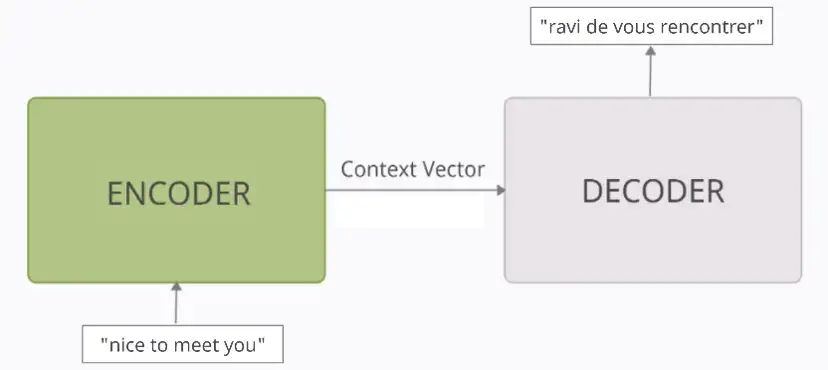 "ravi de vous rencontrer"
ENCODER
Context Vector
DECODER
"nice to meet you"